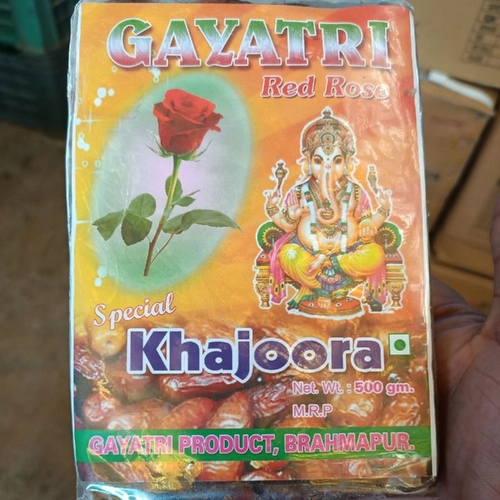 GAYATRI
Red Rose
Special
Khajoora
Net. Wt. : 500 gm.
M.R.P
GAYATRI PRODUCT, BRAHMAPUR.